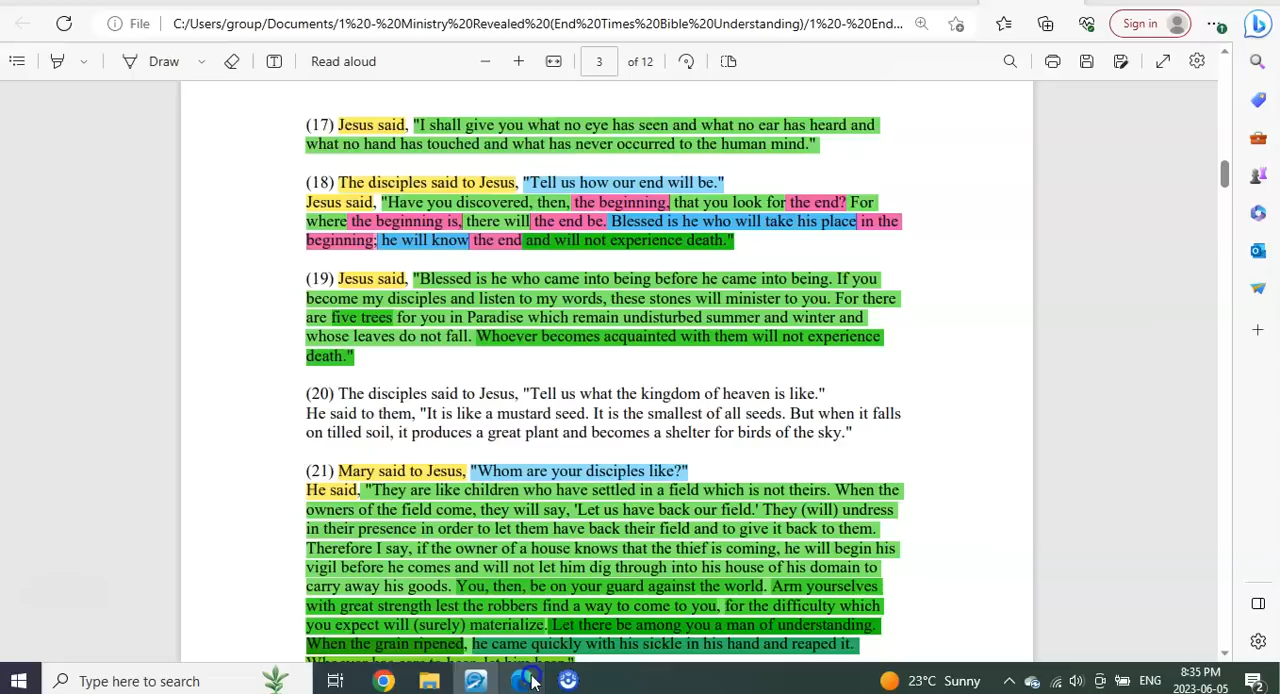 File
C:/Users/group/Documents/1%20-%20Ministry%20Revealed%20(End%20Times%20Bible%20Understanding)/1%20-%20End...
Sign in
Draw
Read aloud
3
of 12
(17) Jesus said, "I shall give you what no eye has seen and what no ear has heard and
what no hand has touched and what has never occurred to the human mind."
(18) The disciples said to Jesus, "Tell us how our end will be."
Jesus said, "Have you discovered, then, the beginning, that you look for the end? For
where the beginning is, there will the end be. Blessed is he who will take his place in the
beginning; he will know the end and will not experience death."
(19) Jesus said, "Blessed is he who came into being before he came into being. If you
become my disciples and listen to my words, these stones will minister to you. For there
are five trees for you in Paradise which remain undisturbed summer and winter and
whose leaves do not fall. Whoever becomes acquainted with them will not experience
death."
(20) The disciples said to Jesus, "Tell us what the kingdom of heaven is like."
He said to them, "It is like a mustard seed. It is the smallest of all seeds. But when it falls
on tilled soil, it produces a great plant and becomes a shelter for birds of the sky."
(21) Mary said to Jesus, "Whom are your disciples like?"
He said, "They are like children who have settled in a field which is not theirs. When the
owners of the field come, they will say, 'Let us have back our field.' They (will) undress
in their presence in order to let them have back their field and to give it back to them.
Therefore I say, if the owner of a house knows that the thief is coming, he will begin his
vigil before he comes and will not let him dig through into his house of his domain to
carry away his goods. You, then, be on your guard against the world. Arm yourselves
with great strength lest the robbers find a way to come to you, for the difficulty which
you expect will (surely) materialize. Let there be among you a man of understanding.
When the grain ripened, he came quickly with his sickle in his hand and reaped it.
Whoever has ears to hear, let him hear."
Type here to search
23°C Sunny
ENG
8:35 PM
2023-06-05
2